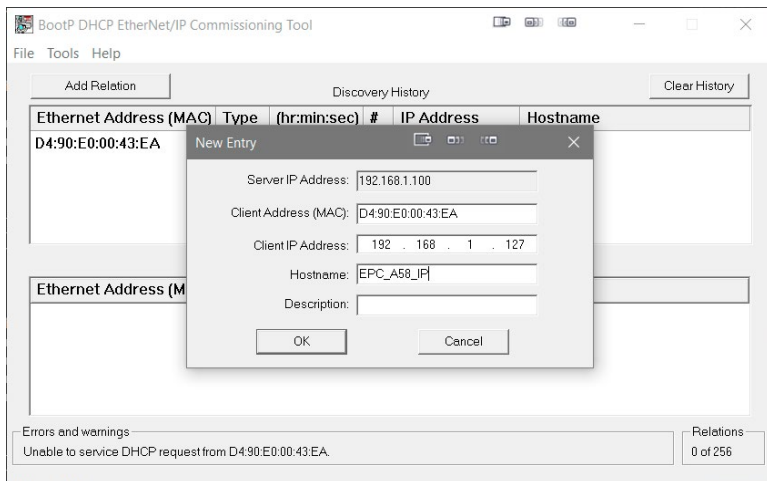 BootP DHCP EtherNet/IP Commissioning Tool
File Tools Help
Add Relation
Discovery History
Clear History
Ethernet Address (MAC) Type (hr:min:sec) # IP Address Hostname
D4:90:E0:00:43:EA
New Entry
Server IP Address: 192.168.1.100
Client Address (MAC): D4:90:E0:00:43:EA
Client IP Address: 192 . 168 . 1 . 127
Hostname: EPC_A58_IP
Description:
OK Cancel
Ethernet Address (M
Errors and warnings
Unable to service DHCP request from D4:90:E0:00:43:EA.
Relations
0 of 256